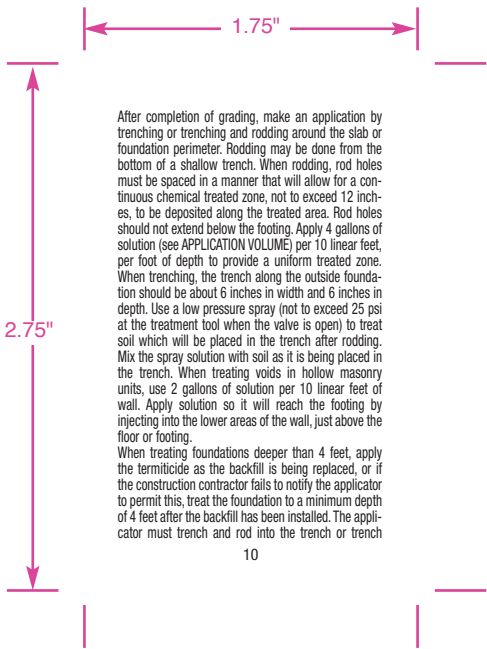 1.75"
After completion of grading, make an application by
trenching or trenching and rodding around the slab or
foundation perimeter. Rodding may be done from the
bottom of a shallow trench. When rodding, rod holes
must be spaced in a manner that will allow for a con-
tinuous chemical treated zone, not to exceed 12 inch-
es, to be deposited along the treated area. Rod holes
should not extend below the footing. Apply 4 gallons of
solution (see APPLICATION VOLUME) per 10 linear feet,
per foot of depth to provide a uniform treated zone.
When trenching, the trench along the outside founda-
tion should be about 6 inches in width and 6 inches in
depth. Use a low pressure spray (not to exceed 25 psi
at the treatment tool when the valve is open) to treat
soil which will be placed in the trench after rodding.
Mix the spray solution with soil as it is being placed in
the trench. When treating voids in hollow masonry
units, use 2 gallons of solution per 10 linear feet of
wall. Apply solution so it will reach the footing by
injecting into the lower areas of the wall, just above the
floor or footing.
When treating foundations deeper than 4 feet, apply
the termiticide as the backfill is being replaced, or if
the construction contractor fails to notify the applicator
to permit this, treat the foundation to a minimum depth
of 4 feet after the backfill has been installed. The appli-
cator must trench and rod into the trench or trench
2.75"
10